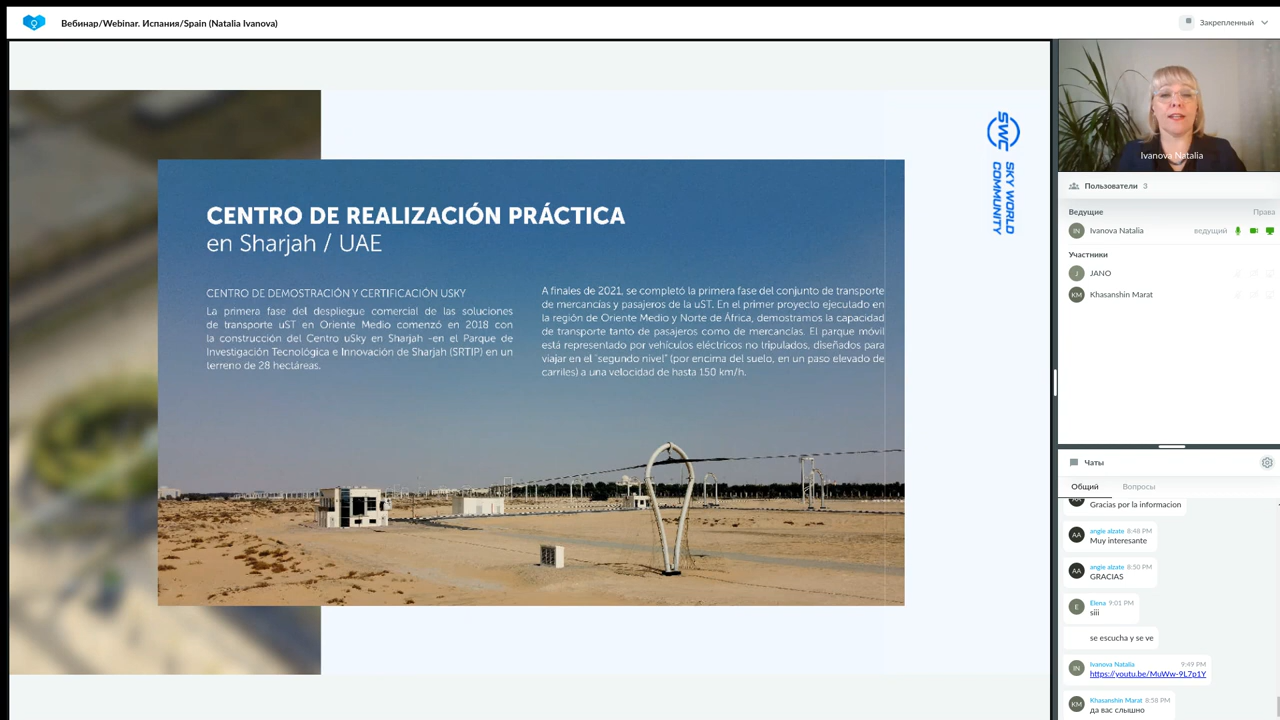 Вебинар/Webinar. Испания/Spain (Natalia Ivanova)
Закрепленный
CENTRO DE REALIZACIÓN PRÁCTICA
en Sharjah / UAE
CENTRO DE DEMOSTRACIÓN Y CERTIFICACIÓN USKY
La primera fase del despliegue comercial de las soluciones
de transporte uST en Oriente Medio comenzó en 2018 con
la construcción del Centro uSky en Sharjah -en el Parque de
Investigación Tecnológica e Innovación de Sharjah (SRTIP) en un
terreno de 28 hectáreas.
A finales de 2021, se completó la primera fase del conjunto de transporte
de mercancías y pasajeros de la uST. En el primer proyecto ejecutado en
la región de Oriente Medio y Norte de África, demostramos la capacidad
de transporte tanto de pasajeros como de mercancías. El parque móvil
está representado por vehículos eléctricos no tripulados, diseñados para
viajar en el "segundo nivel" (por encima del suelo, en un paso elevado de
carriles) a una velocidad de hasta 150 km/h.
SWC
SKY WORLD
COMMUNITY
Ivanova Natalia
Пользователи 3
Ведущие Права
IN Ivanova Natalia ведущий
Участники
J JANO
KM Khasanshin Marat
Чаты
Общий Вопросы
Gracias por la informacion
AA angie alzate 8:48 PM
Muy interesante
AA angie alzate 8:50 PM
GRACIAS
E Elena 9:01 PM
siii
se escucha y se ve
IN Ivanova Natalia 9:49 PM
https://youtu.be/MuWw-9L7p1Y
KM Khasanshin Marat 8:58 PM
да вас слышно